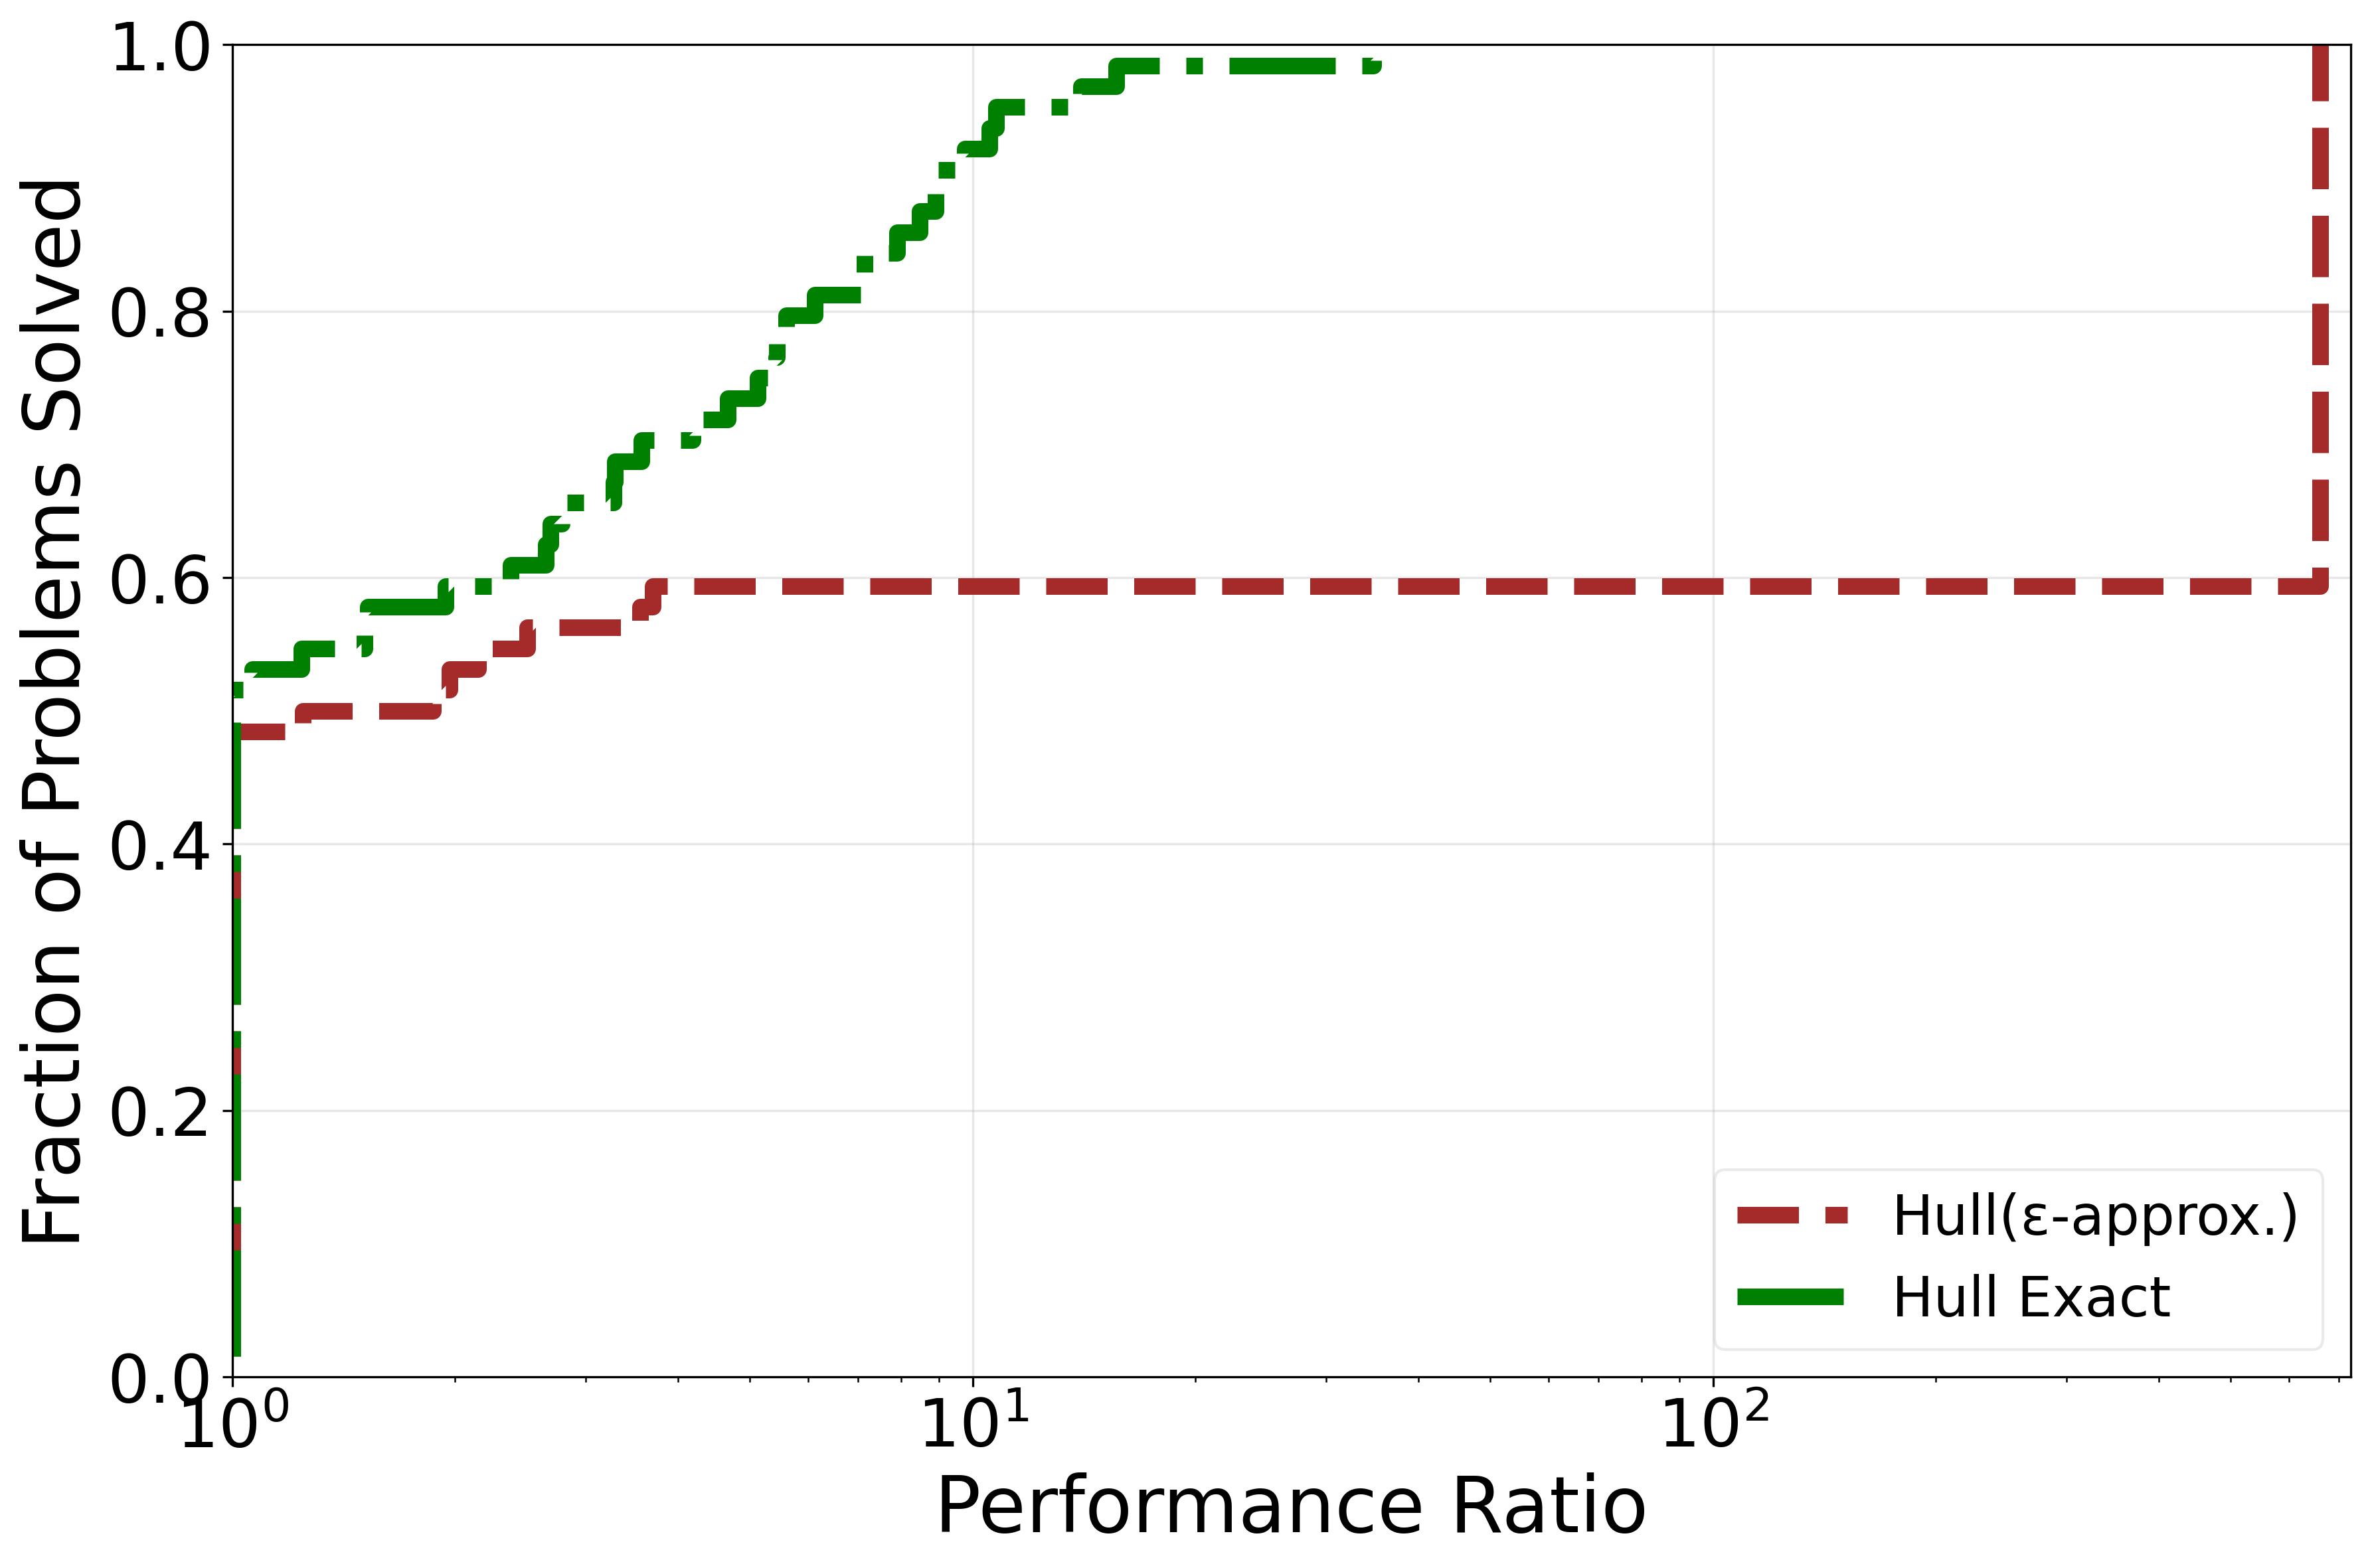 Fraction of Problems Solved
1.0
0.8
0.6
0.4
0.2
0.0
10⁰
10¹
10²
Performance Ratio
Hull(ε-approx.)
Hull Exact